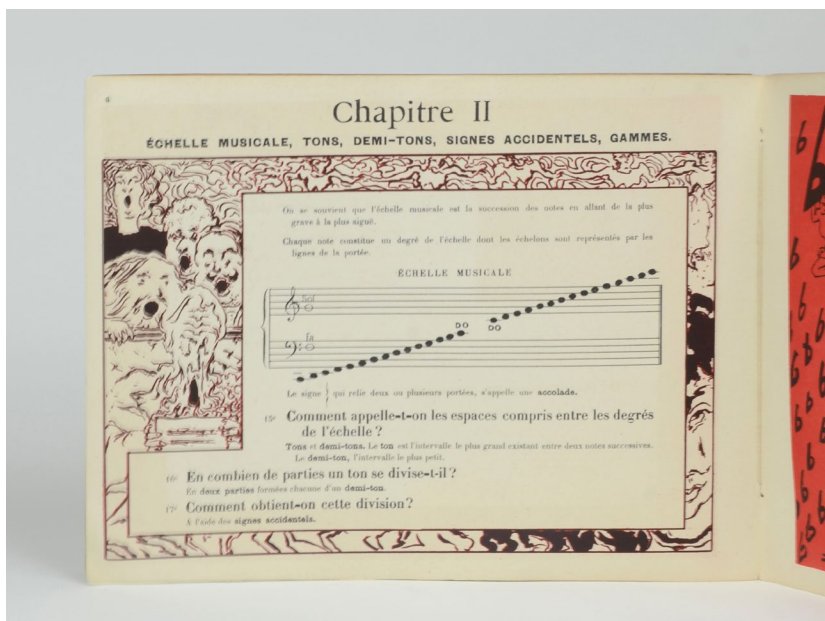 6
Chapitre II
ÉCHELLE MUSICALE, TONS, DEMI-TONS, SIGNES ACCIDENTELS, GAMMES.
On se souvient que l'échelle musicale est la succession des notes en allant de la plus
grave à la plus aiguë.
Chaque note constitue un degré de l'échelle dont les échelons sont représentés par les
lignes de la portée.
ÉCHELLE MUSICALE
Sol
DO
DO
fa
Le signe } qui relie deux ou plusieurs portées, s'appelle une accolade.
15º Comment appelle-t-on les espaces compris entre les degrés
de l'échelle ?
Tons et demi-tons. Le ton est l'intervalle le plus grand existant entre deux notes successives.
Le demi-ton, l'intervalle le plus petit.
16º En combien de parties un ton se divise-t-il ?
En deux parties formées chacune d'un demi-ton.
17º Comment obtient-on cette division ?
A l'aide des signes accidentels.